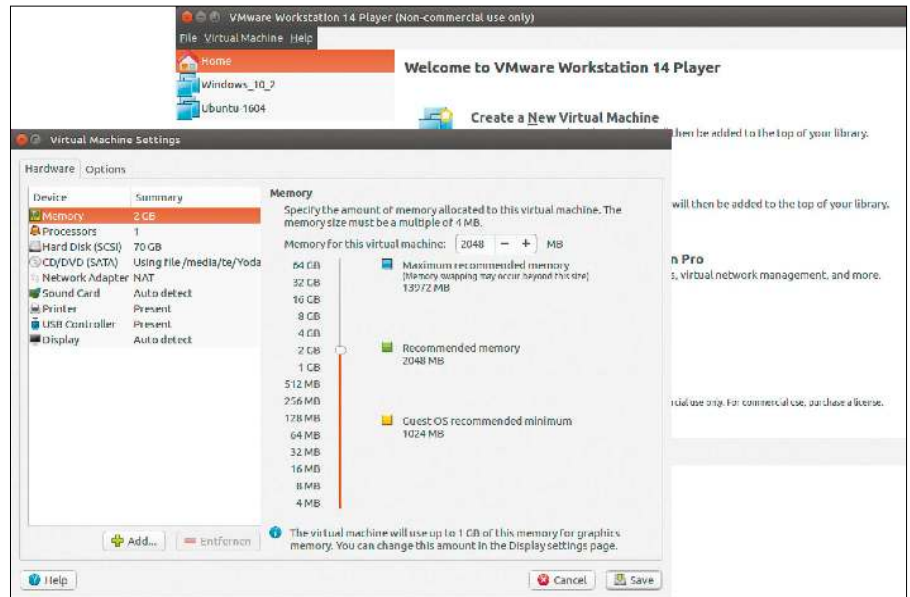 VMware Workstation 14 Player (Non-commercial use only)
File Virtual Machine Help
Home
Windows_10_2
Ubuntu-1604
Welcome to VMware Workstation 14 Player
Create a New Virtual Machine
then be added to the top of your library.
will then be added to the top of your library.
n Pro
s, virtual network management, and more.
rcial use only. For commercial use, purchase a license.
Virtual Machine Settings
Hardware Options
Device Summary
Memory 2 GB
Processors 1
Hard Disk (SCSI) 70 GB
CD/DVD (SATA) Using file /media/te/Yoda
Network Adapter NAT
Sound Card Auto detect
Printer Present
USB Controller Present
Display Auto detect
Add... Entfernen
Memory
Specify the amount of memory allocated to this virtual machine. The
memory size must be a multiple of 4 MB.
Memory for this virtual machine: 2048 − + MB
64 GB
32 GB
16 GB
8 GB
4 GB
2 GB
1 GB
512 MB
256 MB
128 MB
64 MB
32 MB
16 MB
8 MB
4 MB
Maximum recommended memory
(Memory swapping may occur beyond this size)
13972 MB
Recommended memory
2048 MB
Guest OS recommended minimum
1024 MB
The virtual machine will use up to 1 GB of this memory for graphics
memory. You can change this amount in the Display settings page.
Help Cancel Save